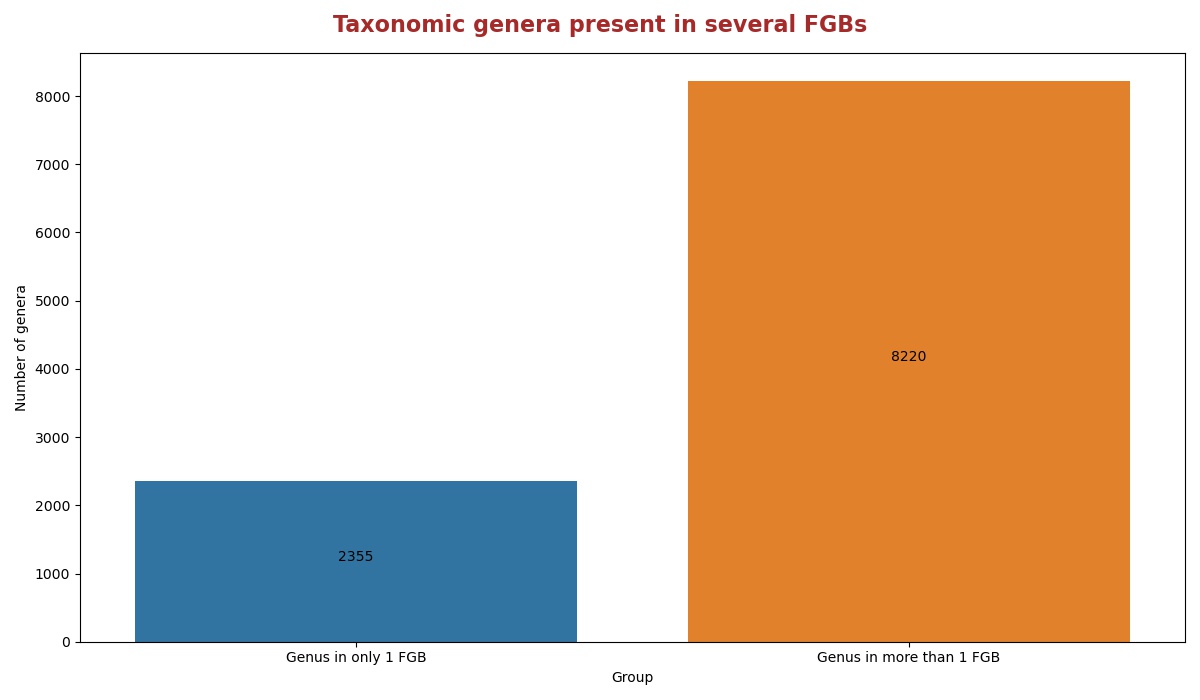 Taxonomic genera present in several FGBs
Number of genera
8000
7000
6000
5000
4000
3000
2000
1000
0
8220
2355
Genus in only 1 FGB
Genus in more than 1 FGB
Group